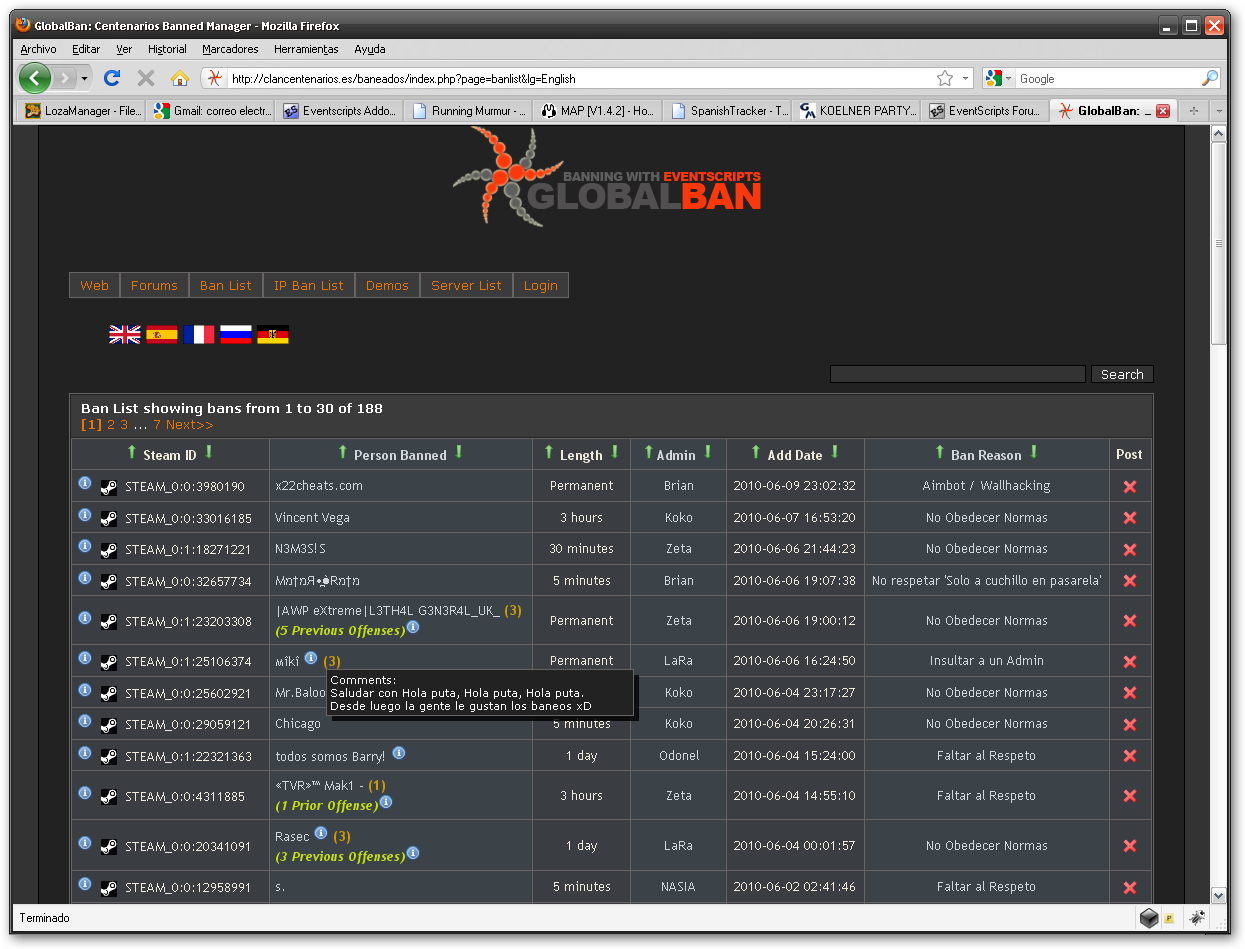 GlobalBan: Centenarios Banned Manager - Mozilla Firefox
Archivo Editar Ver Historial Marcadores Herramientas Ayuda
http://clancentenarios.es/baneados/index.php?page=banlist&lg=English Google
LozaManager - File... Gmail: correo electr... Eventscripts Addo... Running Murmur - ... MAP [V1.4.2] - Ho... SpanishTracker - T... KOELNER PARTY... EventScripts Foru... GlobalBan: ...
BANNING WITH EVENTSCRIPTS
GLOBALBAN
Web Forums Ban List IP Ban List Demos Server List Login
Search
Ban List showing bans from 1 to 30 of 188
[1] 2 3 ... 7 Next>>
Steam ID Person Banned Length Admin Add Date Ban Reason Post
STEAM_0:0:3980190 x22cheats.com Permanent Brian 2010-06-09 23:02:32 Aimbot / Wallhacking
STEAM_0:0:33016185 Vincent Vega 3 hours Koko 2010-06-07 16:53:20 No Obedecer Normas
STEAM_0:1:18271221 N3M3S!S 30 minutes Zeta 2010-06-06 21:44:23 No Obedecer Normas
STEAM_0:0:32657734 5 minutes Brian 2010-06-06 19:07:38 No respetar 'Solo a cuchillo en pasarela'
STEAM_0:1:23203308 |AWP eXtreme|L3TH4L G3N3R4L_UK_ (3) Permanent Zeta 2010-06-06 19:00:12 No Obedecer Normas
(5 Previous Offenses)
STEAM_0:1:25106374 мîkî (3) Permanent LaRa 2010-06-06 16:24:50 Insultar a un Admin
Comments:
Saludar con Hola puta, Hola puta, Hola puta.
Desde luego la gente le gustan los baneos xD
STEAM_0:0:25602921 Mr.Baloo Koko 2010-06-04 23:17:27 No Obedecer Normas
STEAM_0:0:29059121 Chicago 5 minutes Koko 2010-06-04 20:26:31 No Obedecer Normas
STEAM_0:1:22321363 todos somos Barry! 1 day Odonel 2010-06-04 15:24:00 Faltar al Respeto
STEAM_0:0:4311885 «TVR»™ Mak1 - (1) 3 hours Zeta 2010-06-04 14:55:10 Faltar al Respeto
(1 Prior Offense)
STEAM_0:0:20341091 Rasec (3) 1 day LaRa 2010-06-04 00:01:57 No Obedecer Normas
(3 Previous Offenses)
STEAM_0:0:12958991 s. 5 minutes NASIA 2010-06-02 02:41:46 Faltar al Respeto
Terminado